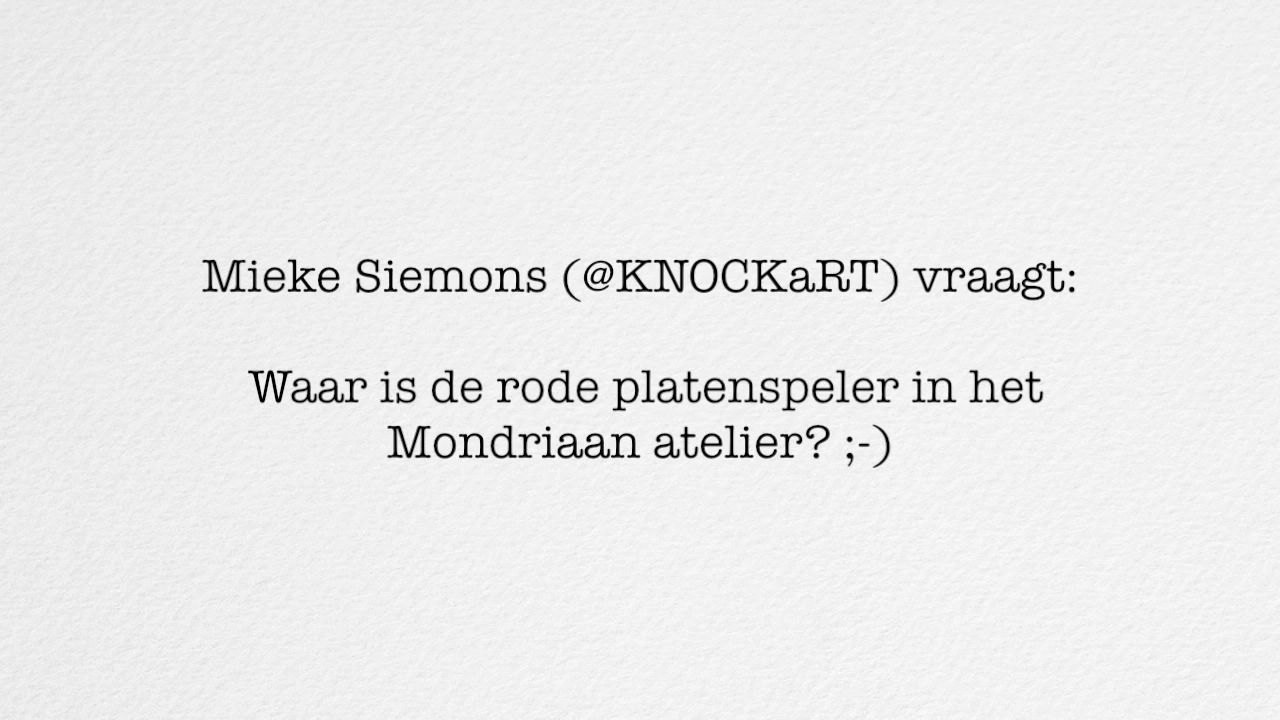 Mieke Siemons (@KNOCKaRT) vraagt:
Waar is de rode platenspeler in het
Mondriaan atelier? ;-)